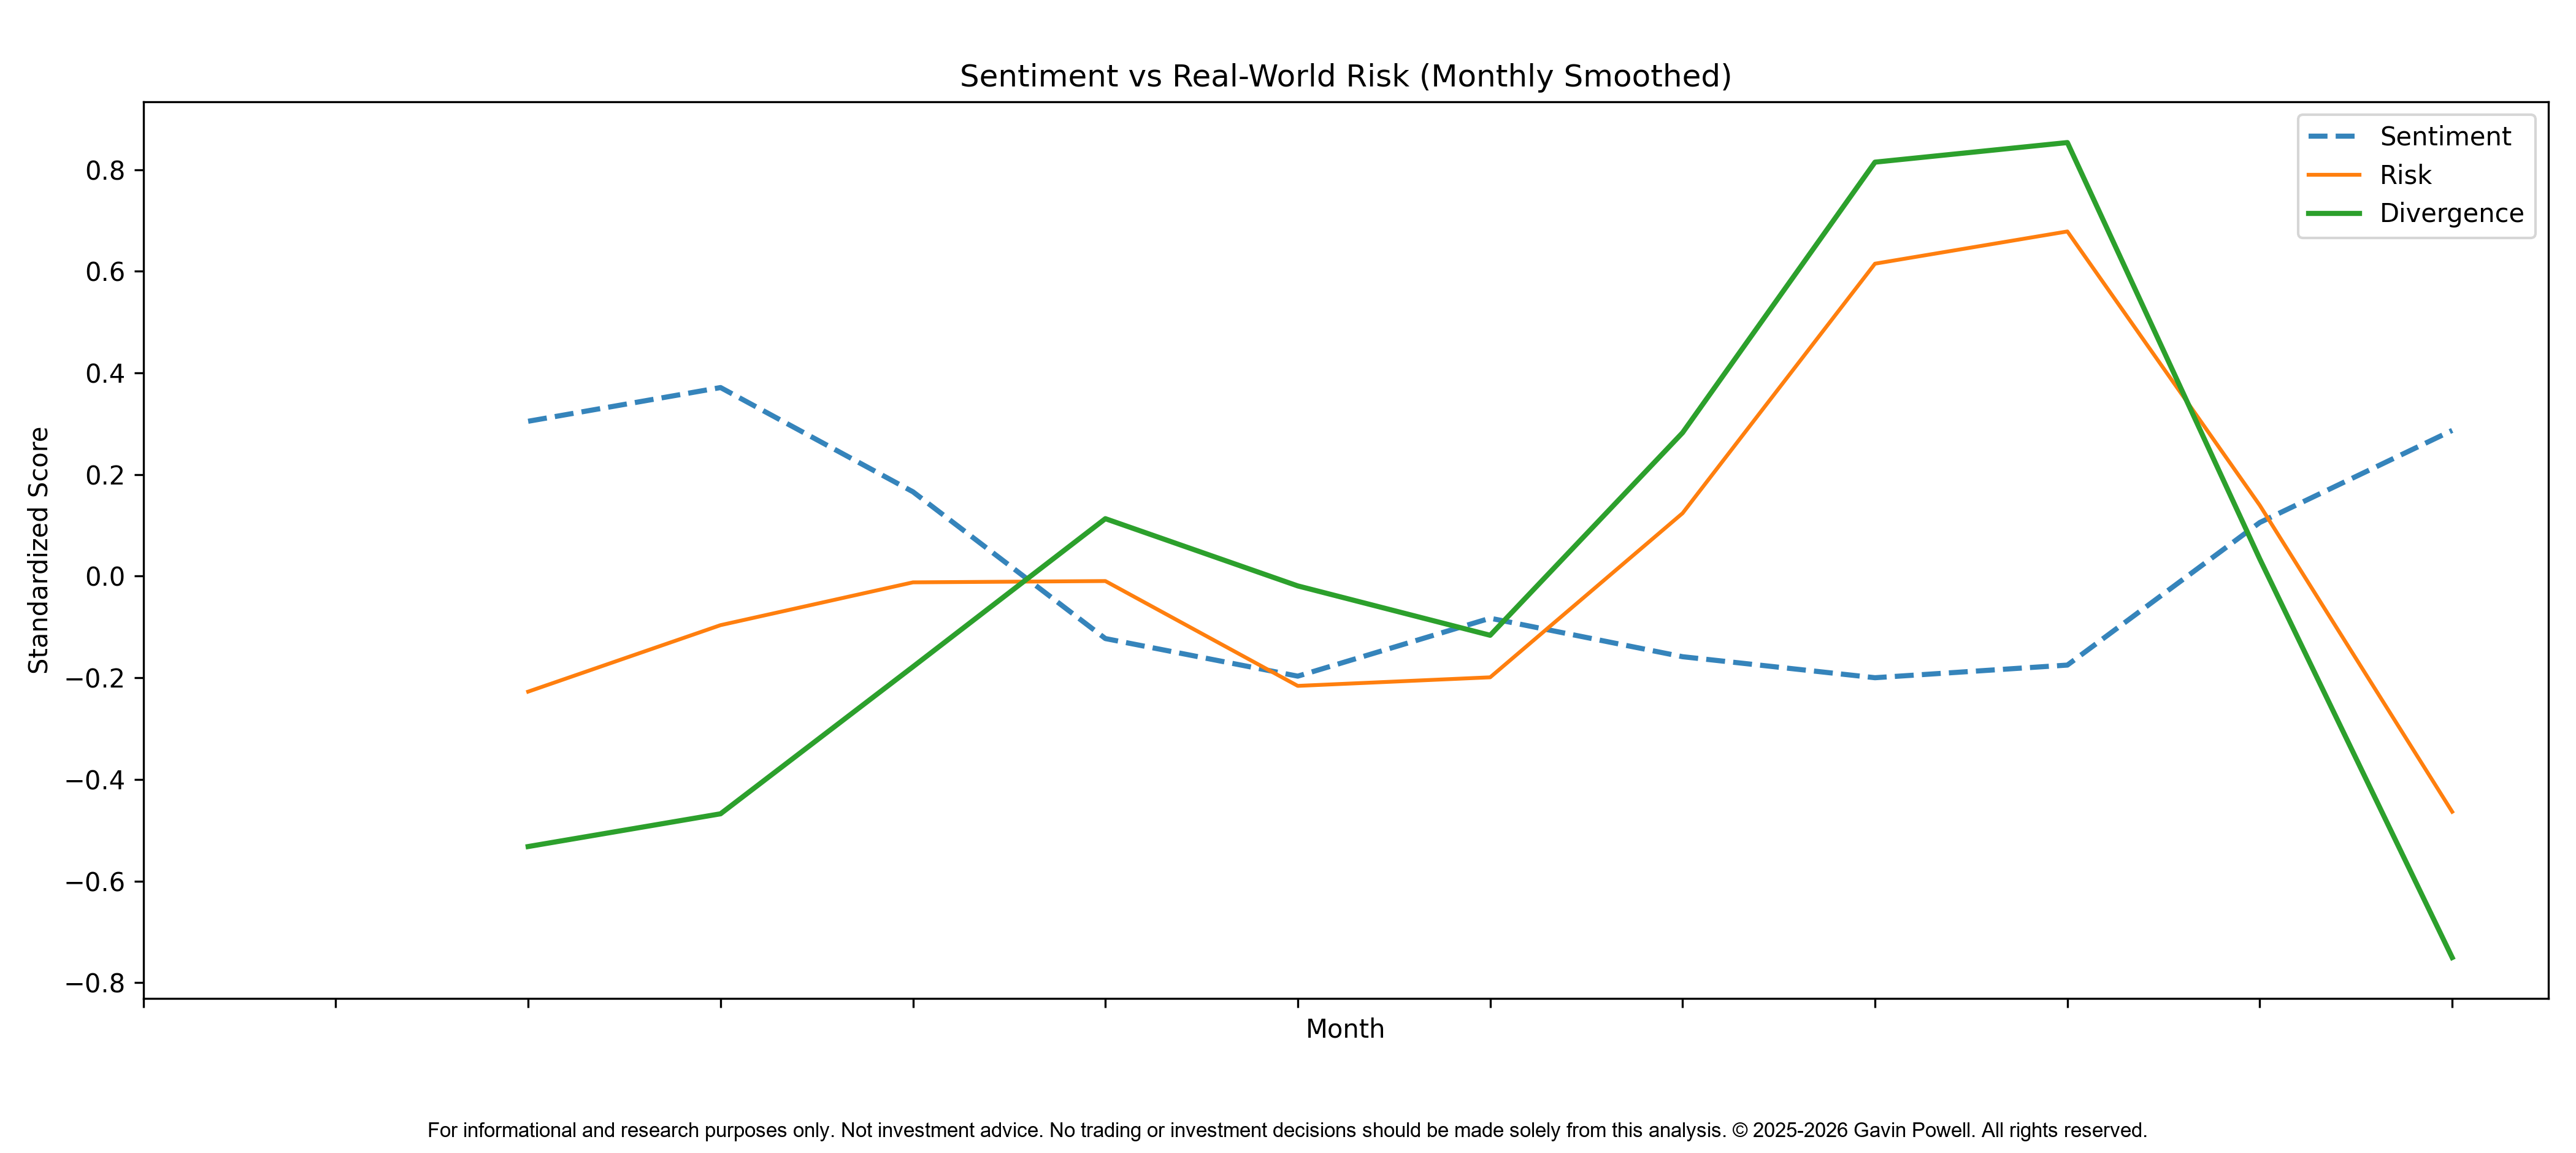 Sentiment vs Real-World Risk (Monthly Smoothed)
Sentiment
Risk
Divergence
0.8
0.6
0.4
0.2
0.0
−0.2
−0.4
−0.6
−0.8
Standardized Score
Month
For informational and research purposes only. Not investment advice. No trading or investment decisions should be made solely from this analysis. © 2025-2026 Gavin Powell. All rights reserved.